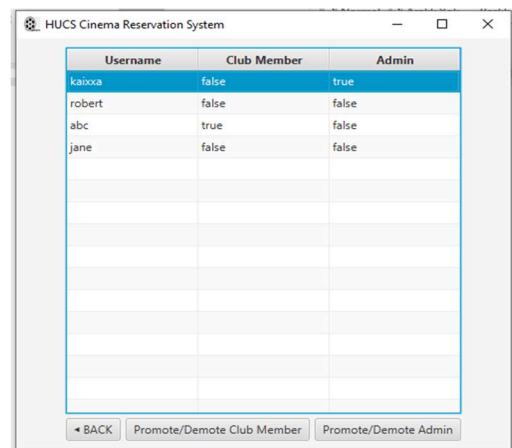 HUCS Cinema Reservation System
Username Club Member Admin
kaixxa false true
robert false false
abc true false
jane false false
◂ BACK Promote/Demote Club Member Promote/Demote Admin